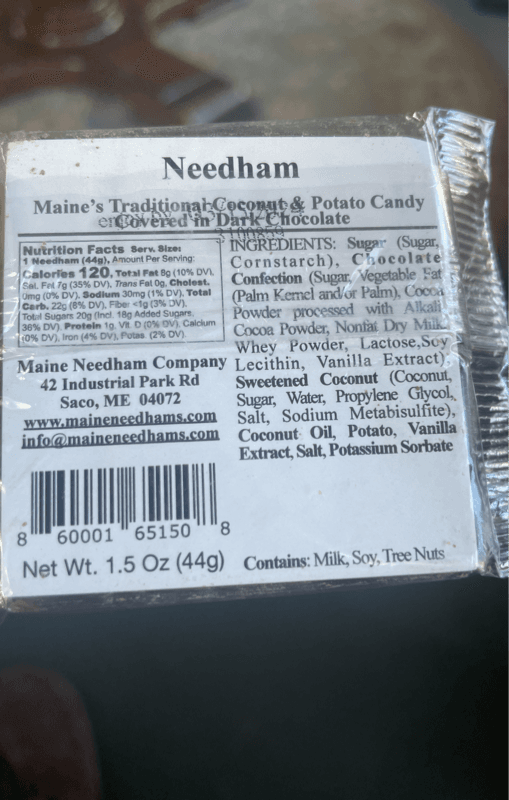 Needham
Maine's Traditional Coconut & Potato Candy
Covered in Dark Chocolate
Nutrition Facts Serv. Size:
1 Needham (44g), Amount Per Serving:
Calories 120, Total Fat 8g (10% DV),
Sat. Fat 7g (35% DV), Trans Fat 0g, Cholest.
0mg (0% DV), Sodium 30mg (1% DV), Total
Carb. 22g (8% DV), Fiber <1g (3% DV),
Total Sugars 20g (Incl. 18g Added Sugars,
36% DV), Protein 1g, Vit. D (0% DV), Calcium
(0% DV), Iron (4% DV), Potas (2% DV).
Maine Needham Company
42 Industrial Park Rd
Saco, ME 04072
www.maineneedhams.com
info@maineneedhams.com
INGREDIENTS: Sugar (Sugar,
Cornstarch), Chocolate
Confection (Sugar, Vegetable Fat
(Palm Kernel and/or Palm), Cocoa
Powder processed with Alkali
Cocoa Powder, Nonfat Dry Milk
Whey Powder, Lactose,Soy
Lecithin, Vanilla Extract),
Sweetened Coconut (Coconut,
Sugar, Water, Propylene Glycol,
Salt, Sodium Metabisulfite),
Coconut Oil, Potato, Vanilla
Extract, Salt, Potassium Sorbate
8 60001 65150 8
Net Wt. 1.5 Oz (44g) Contains: Milk, Soy, Tree Nuts